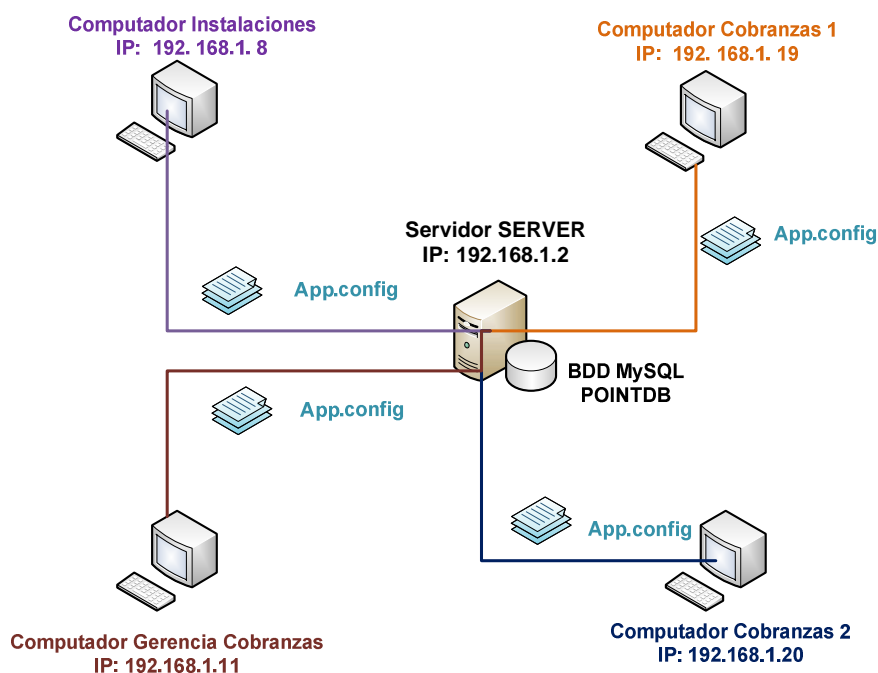 Computador Instalaciones
IP: 192. 168.1. 8
Computador Cobranzas 1
IP: 192. 168.1. 19
App.config
Servidor SERVER
IP: 192.168.1.2
App.config
BDD MySQL
POINTDB
App.config
App.config
Computador Gerencia Cobranzas
IP: 192.168.1.11
Computador Cobranzas 2
IP: 192.168.1.20